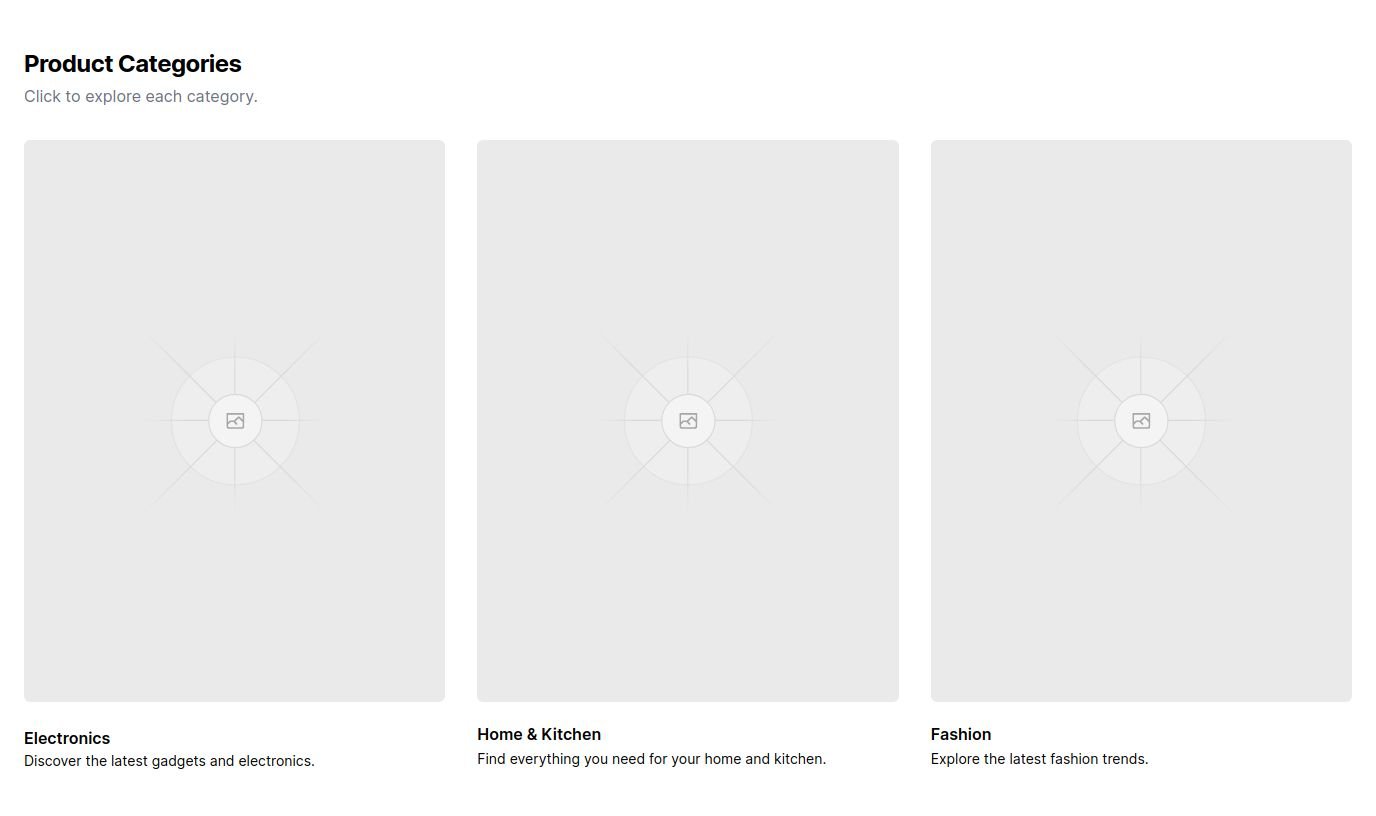 Product Categories
Click to explore each category.
Electronics
Discover the latest gadgets and electronics.
Home & Kitchen
Find everything you need for your home and kitchen.
Fashion
Explore the latest fashion trends.